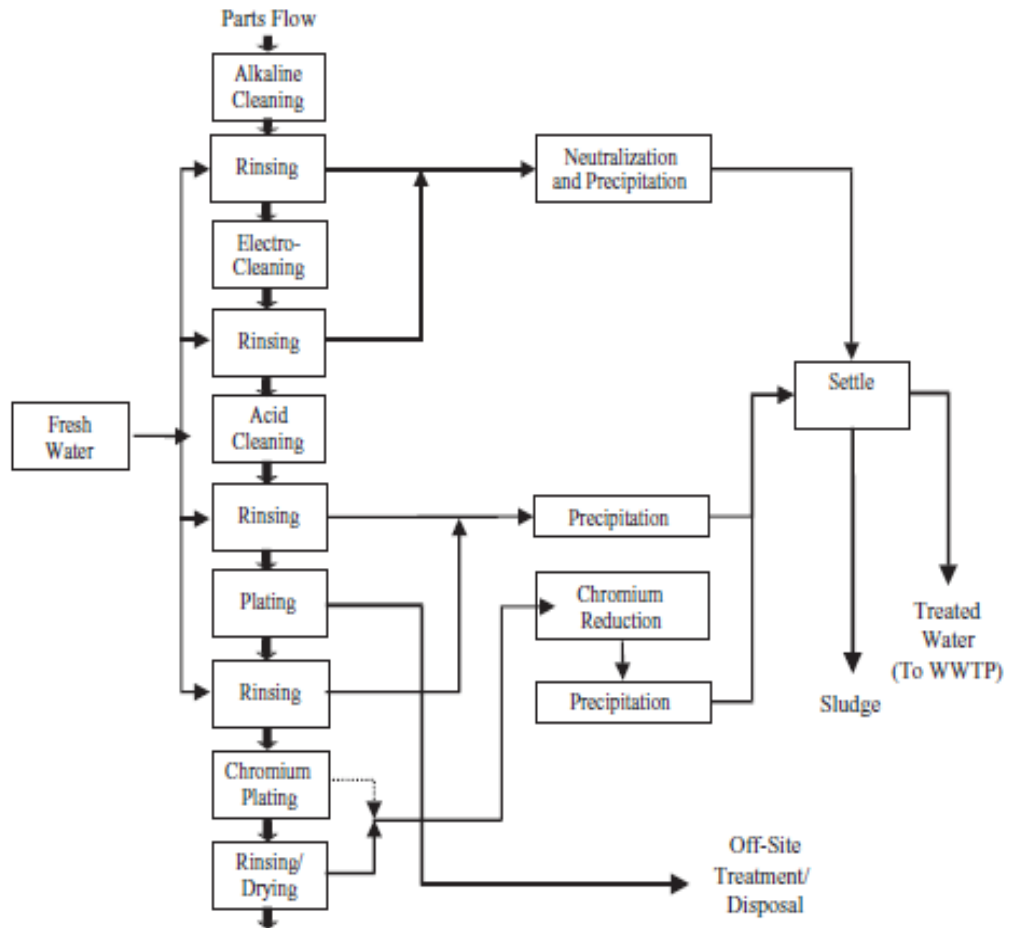 Parts Flow
Alkaline
Cleaning
Rinsing
Neutralization
and Precipitation
Electro-
Cleaning
Rinsing
Settle
Fresh
Water
Acid
Cleaning
Rinsing
Precipitation
Plating
Chromium
Reduction
Treated
Water
(To WWTP)
Rinsing
Precipitation
Sludge
Chromium
Plating
Rinsing/
Drying
Off-Site
Treatment/
Disposal